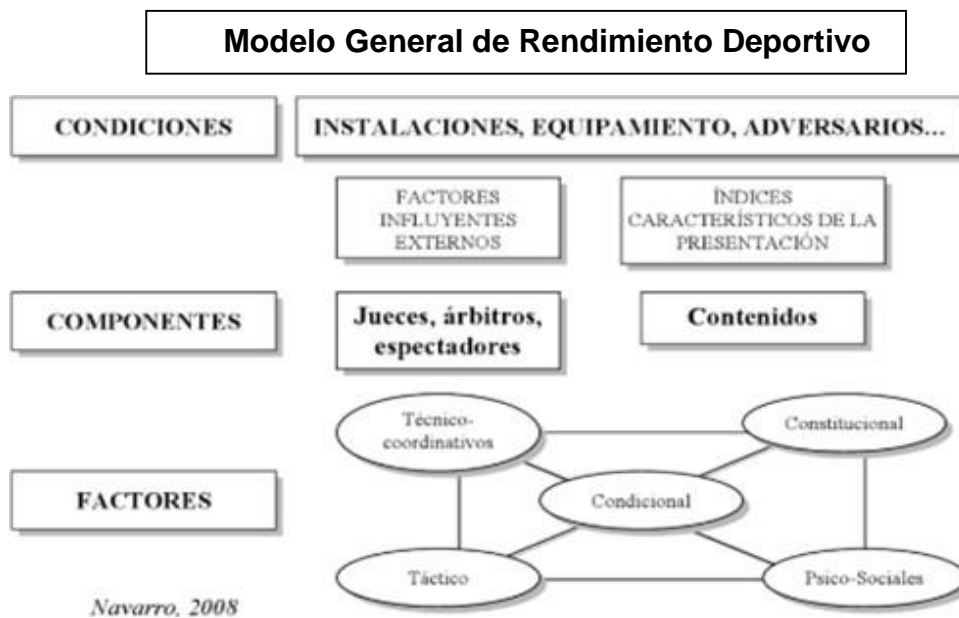 Modelo General de Rendimiento Deportivo
CONDICIONES
INSTALACIONES, EQUIPAMIENTO, ADVERSARIOS...
FACTORES
INFLUYENTES
EXTERNOS
ÍNDICES
CARACTERÍSTICOS DE LA
PRESENTACIÓN
COMPONENTES
Jueces, árbitros,
espectadores
Contenidos
Técnico-
coordinativos
Constitucional
FACTORES
Condicional
Táctico
Psico-Sociales
Navarro, 2008